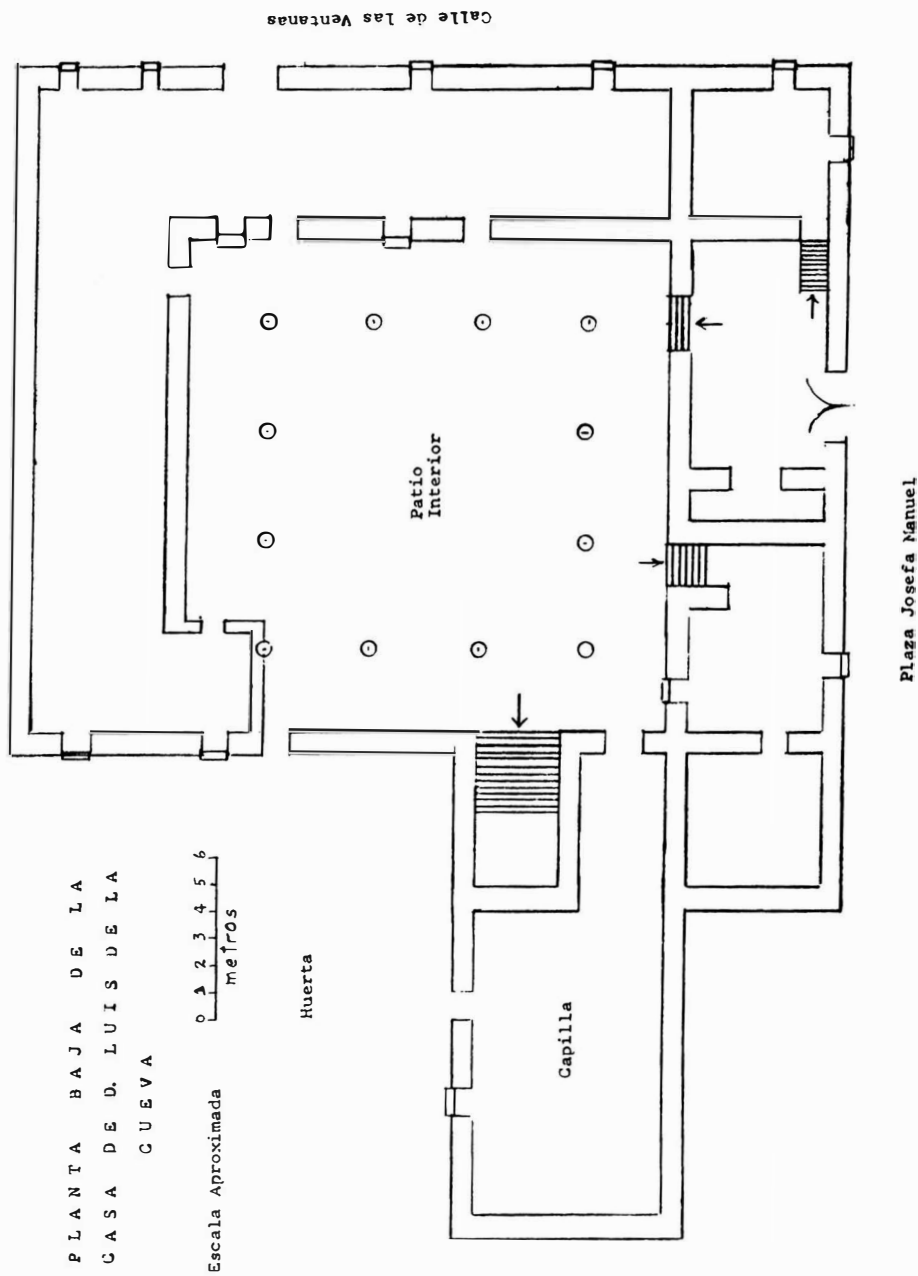 PLANTA BAJA DE LA
CASA DE D. LUIS DE LA
CUEVA
Escala Aproximada
0 1 2 3 4 5 6
metros
Huerta
Capilla
Patio
Interior
Plaza Josefa Manuel
Calle de las Ventanas